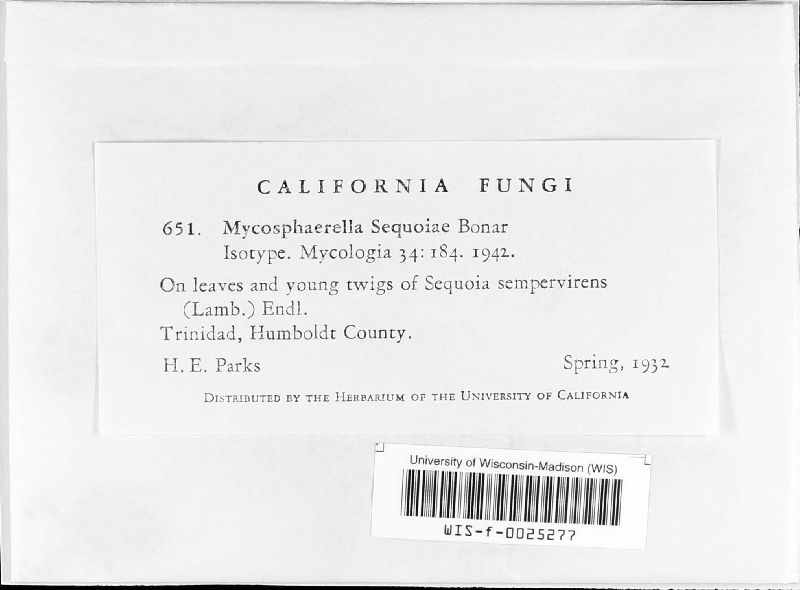 CALIFORNIA FUNGI
651. Mycosphaerella Sequoiae Bonar
Isotype. Mycologia 34: 184. 1942.
On leaves and young twigs of Sequoia sempervirens
(Lamb.) Endl.
Trinidad, Humboldt County.
H. E. Parks Spring, 1932
DISTRIBUTED BY THE HERBARIUM OF THE UNIVERSITY OF CALIFORNIA
University of Wisconsin-Madison (WIS)
WIS-f-0025277